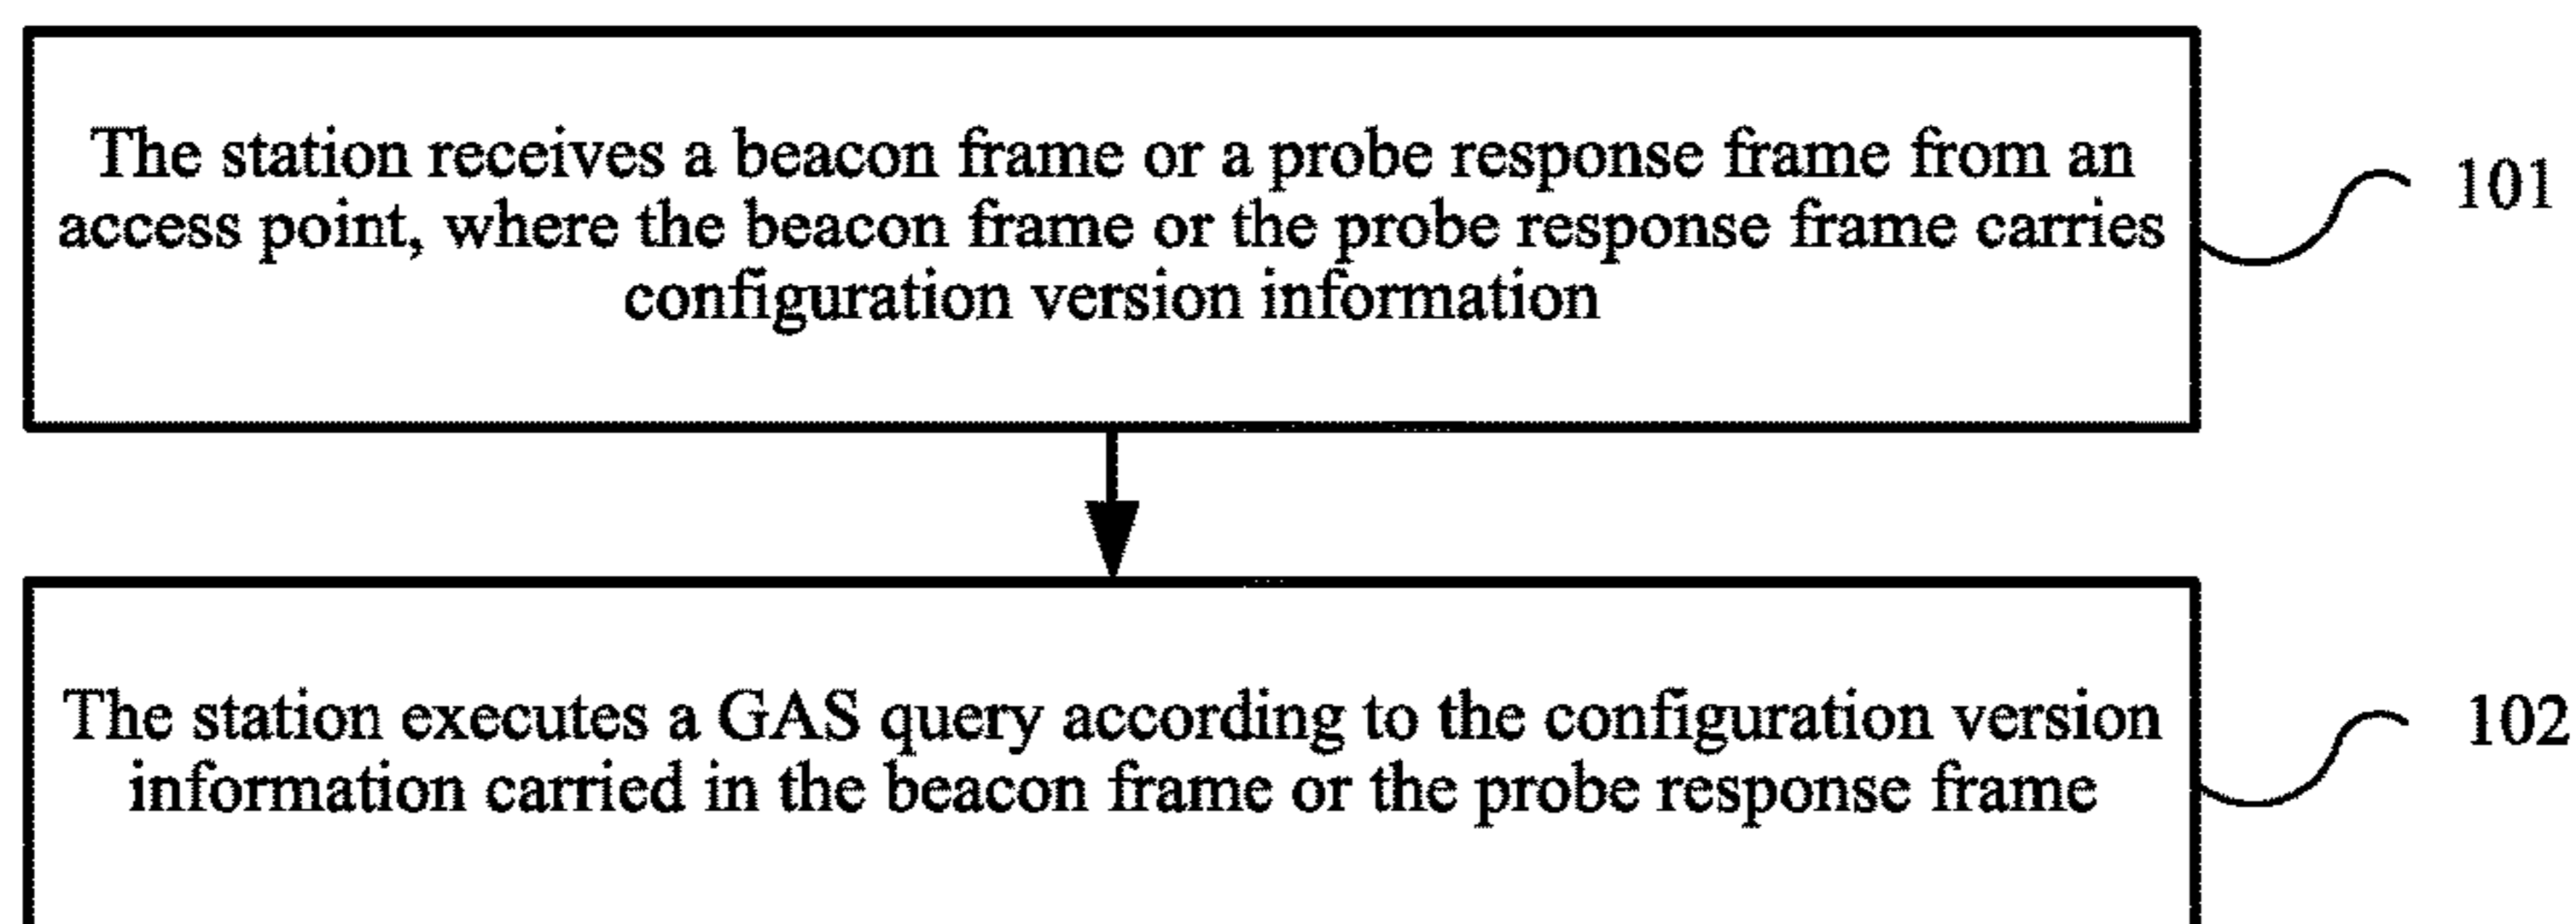 The station receives a beacon frame or a probe response frame from an
access point, where the beacon frame or the probe response frame carries
configuration version information
101
The station executes a GAS query according to the configuration version
information carried in the beacon frame or the probe response frame
102